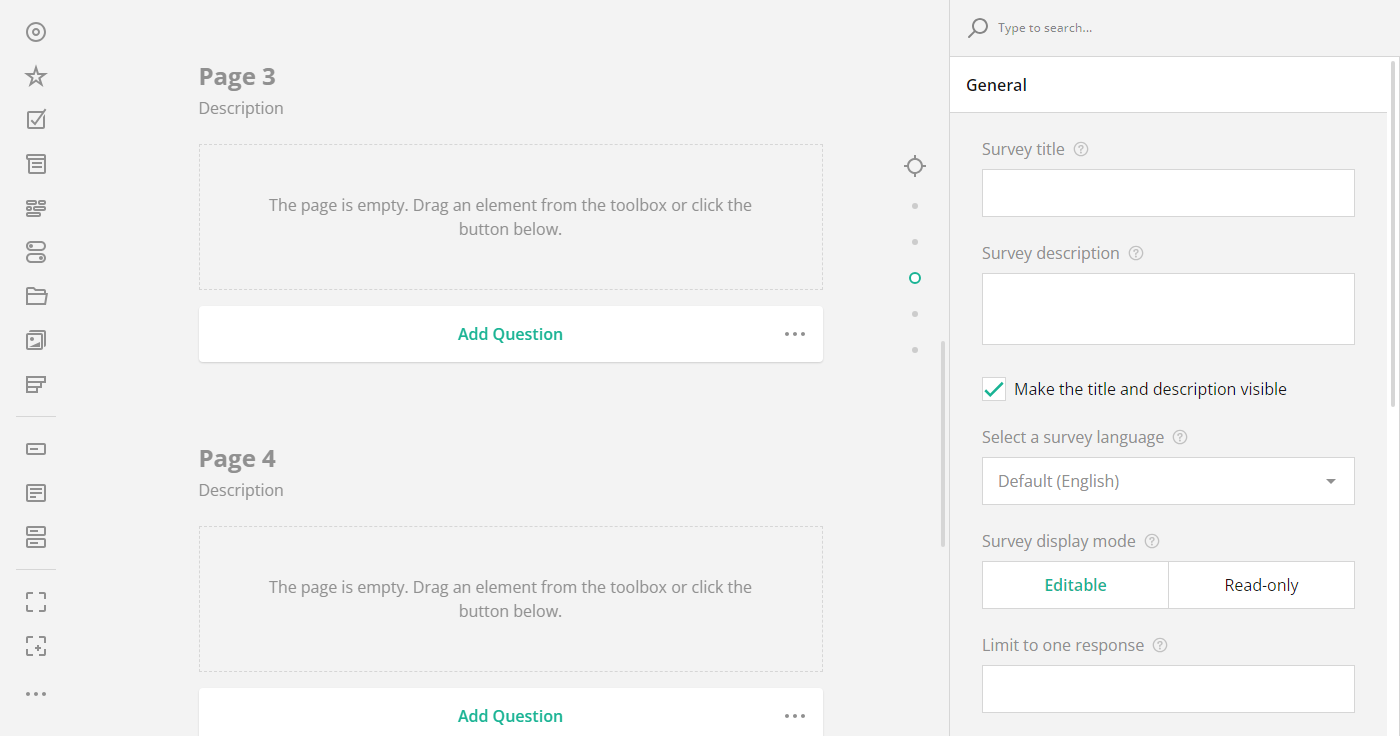 Page 3
Description
The page is empty. Drag an element from the toolbox or click the
button below.
Add Question
Page 4
Description
The page is empty. Drag an element from the toolbox or click the
button below.
Add Question
Type to search...
General
Survey title
Survey description
Make the title and description visible
Select a survey language
Default (English)
Survey display mode
Editable
Read-only
Limit to one response